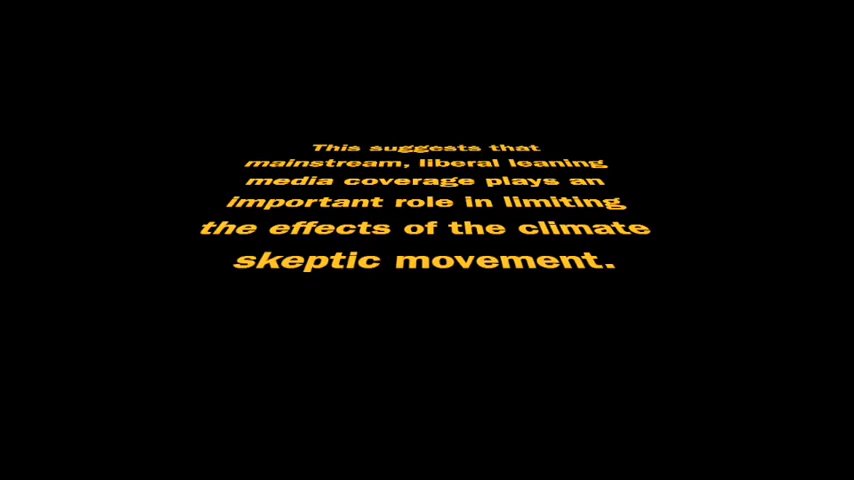 This suggests that
mainstream, liberal leaning
media coverage plays an
important role in limiting
the effects of the climate
skeptic movement.